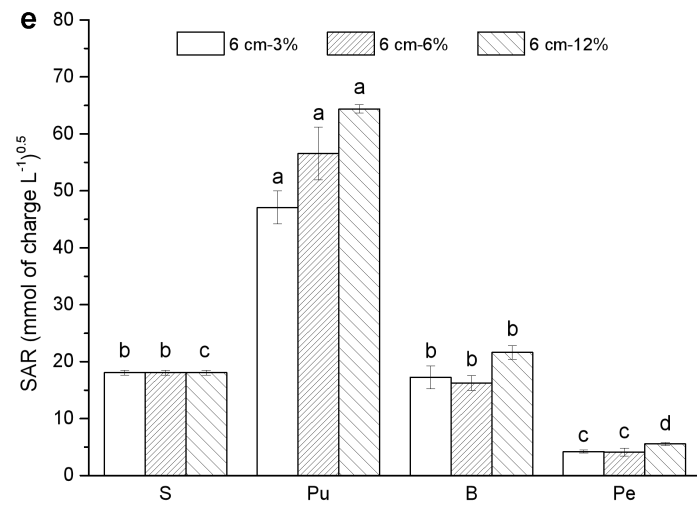 e
6 cm-3% 6 cm-6% 6 cm-12%
SAR (mmol of charge L⁻¹)⁰·⁵
80
70
60
50
40
30
20
10
0
b b c
a a a
b b b
c c d
S Pu B Pe